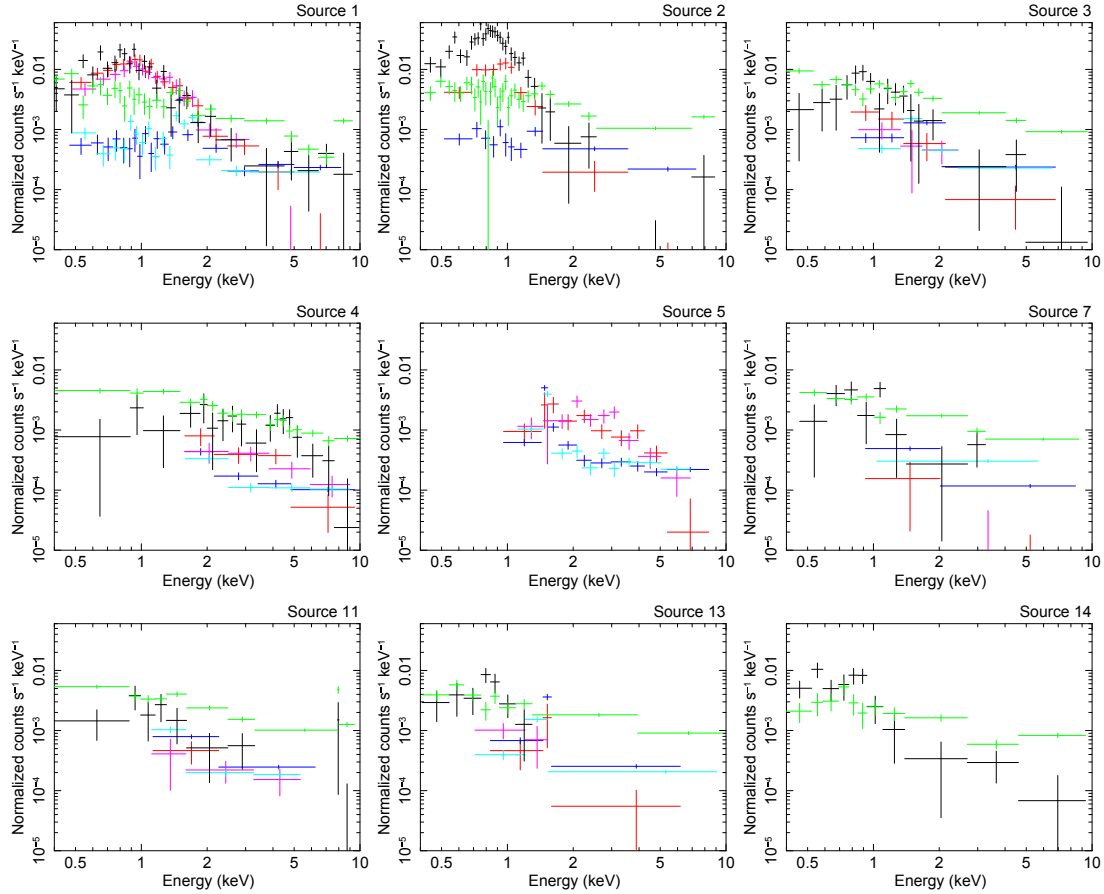 Source 1
Normalized counts s⁻¹ keV⁻¹
0.01
10⁻³
10⁻⁴
10⁻⁵
0.5 1 2 5 10
Energy (keV)
Source 2
Normalized counts s⁻¹ keV⁻¹
0.01
10⁻³
10⁻⁴
10⁻⁵
0.5 1 2 5 10
Energy (keV)
Source 3
Normalized counts s⁻¹ keV⁻¹
0.01
10⁻³
10⁻⁴
10⁻⁵
0.5 1 2 5 10
Energy (keV)
Source 4
Normalized counts s⁻¹ keV⁻¹
0.01
10⁻³
10⁻⁴
10⁻⁵
0.5 1 2 5 10
Energy (keV)
Source 5
Normalized counts s⁻¹ keV⁻¹
0.01
10⁻³
10⁻⁴
10⁻⁵
0.5 1 2 5 10
Energy (keV)
Source 7
Normalized counts s⁻¹ keV⁻¹
0.01
10⁻³
10⁻⁴
10⁻⁵
0.5 1 2 5 10
Energy (keV)
Source 11
Normalized counts s⁻¹ keV⁻¹
0.01
10⁻³
10⁻⁴
10⁻⁵
0.5 1 2 5 10
Energy (keV)
Source 13
Normalized counts s⁻¹ keV⁻¹
0.01
10⁻³
10⁻⁴
10⁻⁵
0.5 1 2 5 10
Energy (keV)
Source 14
Normalized counts s⁻¹ keV⁻¹
0.01
10⁻³
10⁻⁴
10⁻⁵
0.5 1 2 5 10
Energy (keV)